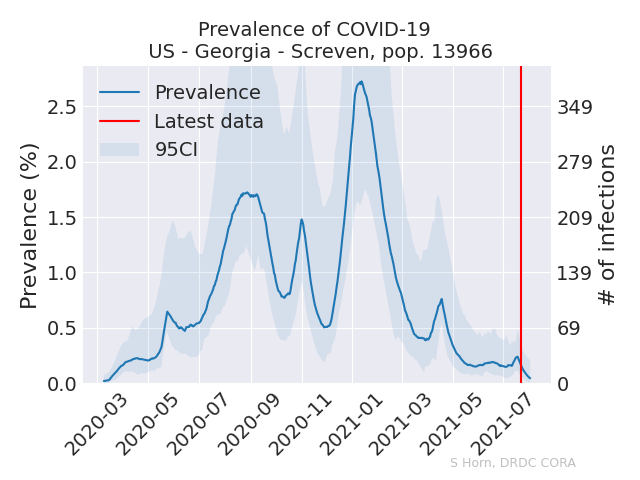 Prevalence of COVID-19
US - Georgia - Screven, pop. 13966
Prevalence
Latest data
95CI
Prevalence (%)
2.5
2.0
1.5
1.0
0.5
0.0
349
279
209
139
69
0
# of infections
2020-03
2020-05
2020-07
2020-09
2020-11
2021-01
2021-03
2021-05
2021-07
S Horn, DRDC CORA